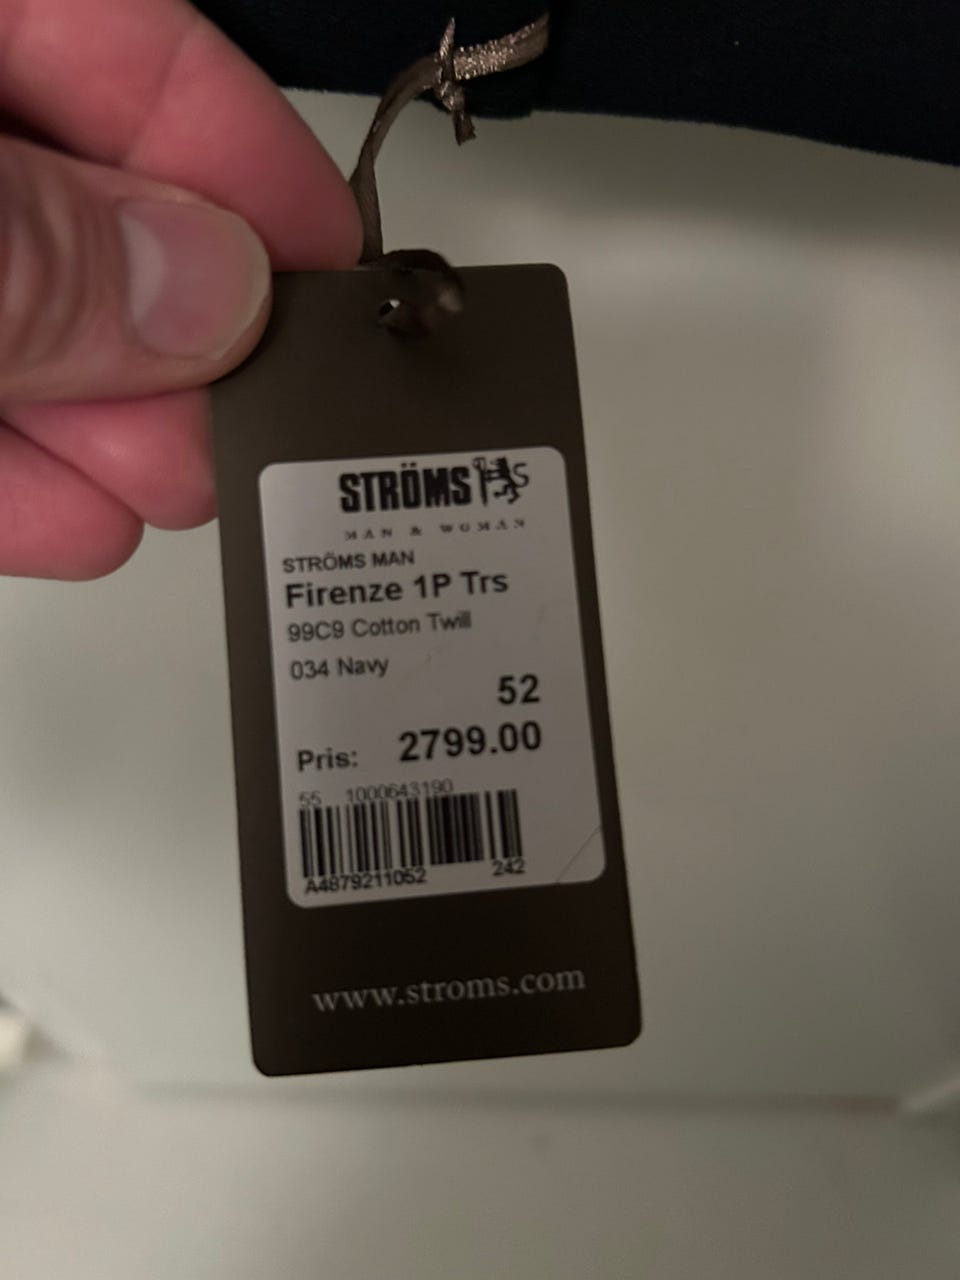 STRÖMS
MAN & WOMAN
STRÖMS MAN
Firenze 1P Trs
99C9 Cotton Twill
034 Navy
52
Pris: 2799.00
55 1000643190
A4879211052 242
www.stroms.com